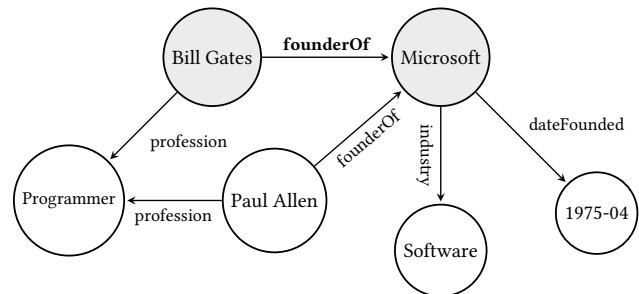 founderOf
Bill Gates
Microsoft
profession
founderOf
industry
dateFounded
Programmer
profession
Paul Allen
1975-04
Software